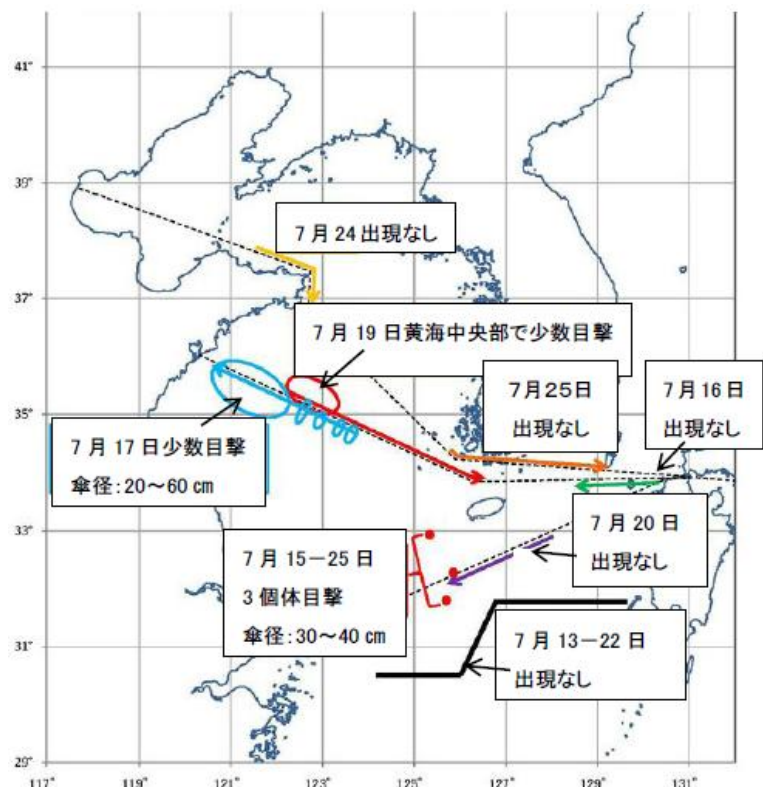 41°
39°
37°
35°
33°
31°
29°
117°
119°
121°
123°
125°
127°
129°
131°
7月24出現なし
7月19日黄海中央部で少数目撃
7月25日
出現なし
7月16日
出現なし
7月17日少数目撃
傘径:20～60㎝
7月20日
出現なし
7月15－25日
3個体目撃
傘径:30～40㎝
7月13－22日
出現なし